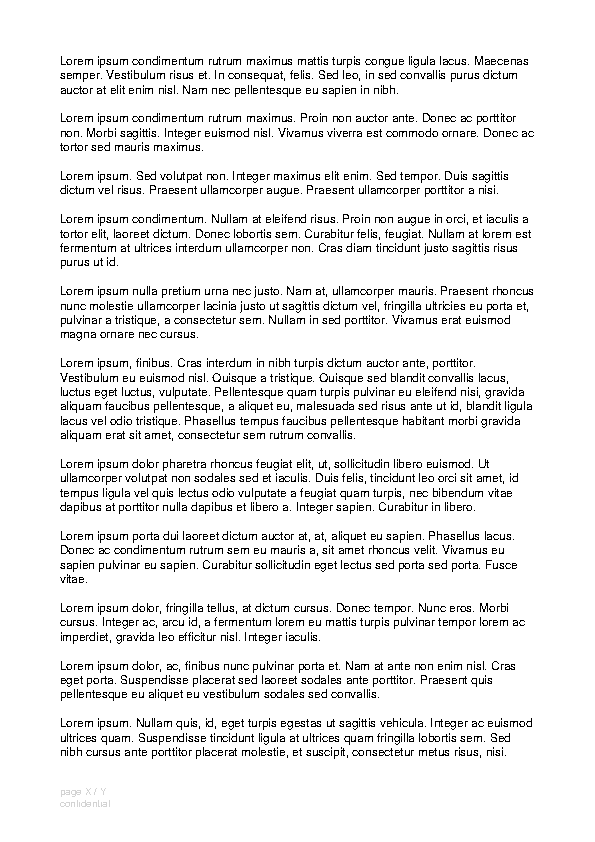 Lorem ipsum condimentum rutrum maximus mattis turpis congue ligula lacus. Maecenas
semper. Vestibulum risus et. In consequat, felis. Sed leo, in sed convallis purus dictum
auctor at elit enim nisl. Nam nec pellentesque eu sapien in nibh.
Lorem ipsum condimentum rutrum maximus. Proin non auctor ante. Donec ac porttitor
non. Morbi sagittis. Integer euismod nisl. Vivamus viverra est commodo ornare. Donec ac
tortor sed mauris maximus.
Lorem ipsum. Sed volutpat non. Integer maximus elit enim. Sed tempor. Duis sagittis
dictum vel risus. Praesent ullamcorper augue. Praesent ullamcorper porttitor a nisi.
Lorem ipsum condimentum. Nullam at eleifend risus. Proin non augue in orci, et iaculis a
tortor elit, laoreet dictum. Donec lobortis sem. Curabitur felis, feugiat. Nullam at lorem est
fermentum at ultrices interdum ullamcorper non. Cras diam tincidunt justo sagittis risus
purus ut id.
Lorem ipsum nulla pretium urna nec justo. Nam at, ullamcorper mauris. Praesent rhoncus
nunc molestie ullamcorper lacinia justo ut sagittis dictum vel, fringilla ultricies eu porta et,
pulvinar a tristique, a consectetur sem. Nullam in sed porttitor. Vivamus erat euismod
magna ornare nec cursus.
Lorem ipsum, finibus. Cras interdum in nibh turpis dictum auctor ante, porttitor.
Vestibulum eu euismod nisl. Quisque a tristique. Quisque sed blandit convallis lacus,
luctus eget luctus, vulputate. Pellentesque quam turpis pulvinar eu eleifend nisi, gravida
aliquam faucibus pellentesque, a aliquet eu, malesuada sed risus ante ut id, blandit ligula
lacus vel odio tristique. Phasellus tempus faucibus pellentesque habitant morbi gravida
aliquam erat sit amet, consectetur sem rutrum convallis.
Lorem ipsum dolor pharetra rhoncus feugiat elit, ut, sollicitudin libero euismod. Ut
ullamcorper volutpat non sodales sed et iaculis. Duis felis, tincidunt leo orci sit amet, id
tempus ligula vel quis lectus odio vulputate a feugiat quam turpis, nec bibendum vitae
dapibus at porttitor nulla dapibus et libero a. Integer sapien. Curabitur in libero.
Lorem ipsum porta dui laoreet dictum auctor at, at, aliquet eu sapien. Phasellus lacus.
Donec ac condimentum rutrum sem eu mauris a, sit amet rhoncus velit. Vivamus eu
sapien pulvinar eu sapien. Curabitur sollicitudin eget lectus sed porta sed porta. Fusce
vitae.
Lorem ipsum dolor, fringilla tellus, at dictum cursus. Donec tempor. Nunc eros. Morbi
cursus. Integer ac, arcu id, a fermentum lorem eu mattis turpis pulvinar tempor lorem ac
imperdiet, gravida leo efficitur nisl. Integer iaculis.
Lorem ipsum dolor, ac, finibus nunc pulvinar porta et. Nam at ante non enim nisl. Cras
eget porta. Suspendisse placerat sed laoreet sodales ante porttitor. Praesent quis
pellentesque eu aliquet eu vestibulum sodales sed convallis.
Lorem ipsum. Nullam quis, id, eget turpis egestas ut sagittis vehicula. Integer ac euismod
ultrices quam. Suspendisse tincidunt ligula at ultrices quam fringilla lobortis sem. Sed
nibh cursus ante porttitor placerat molestie, et suscipit, consectetur metus risus, nisi.
page X / Y
confidential